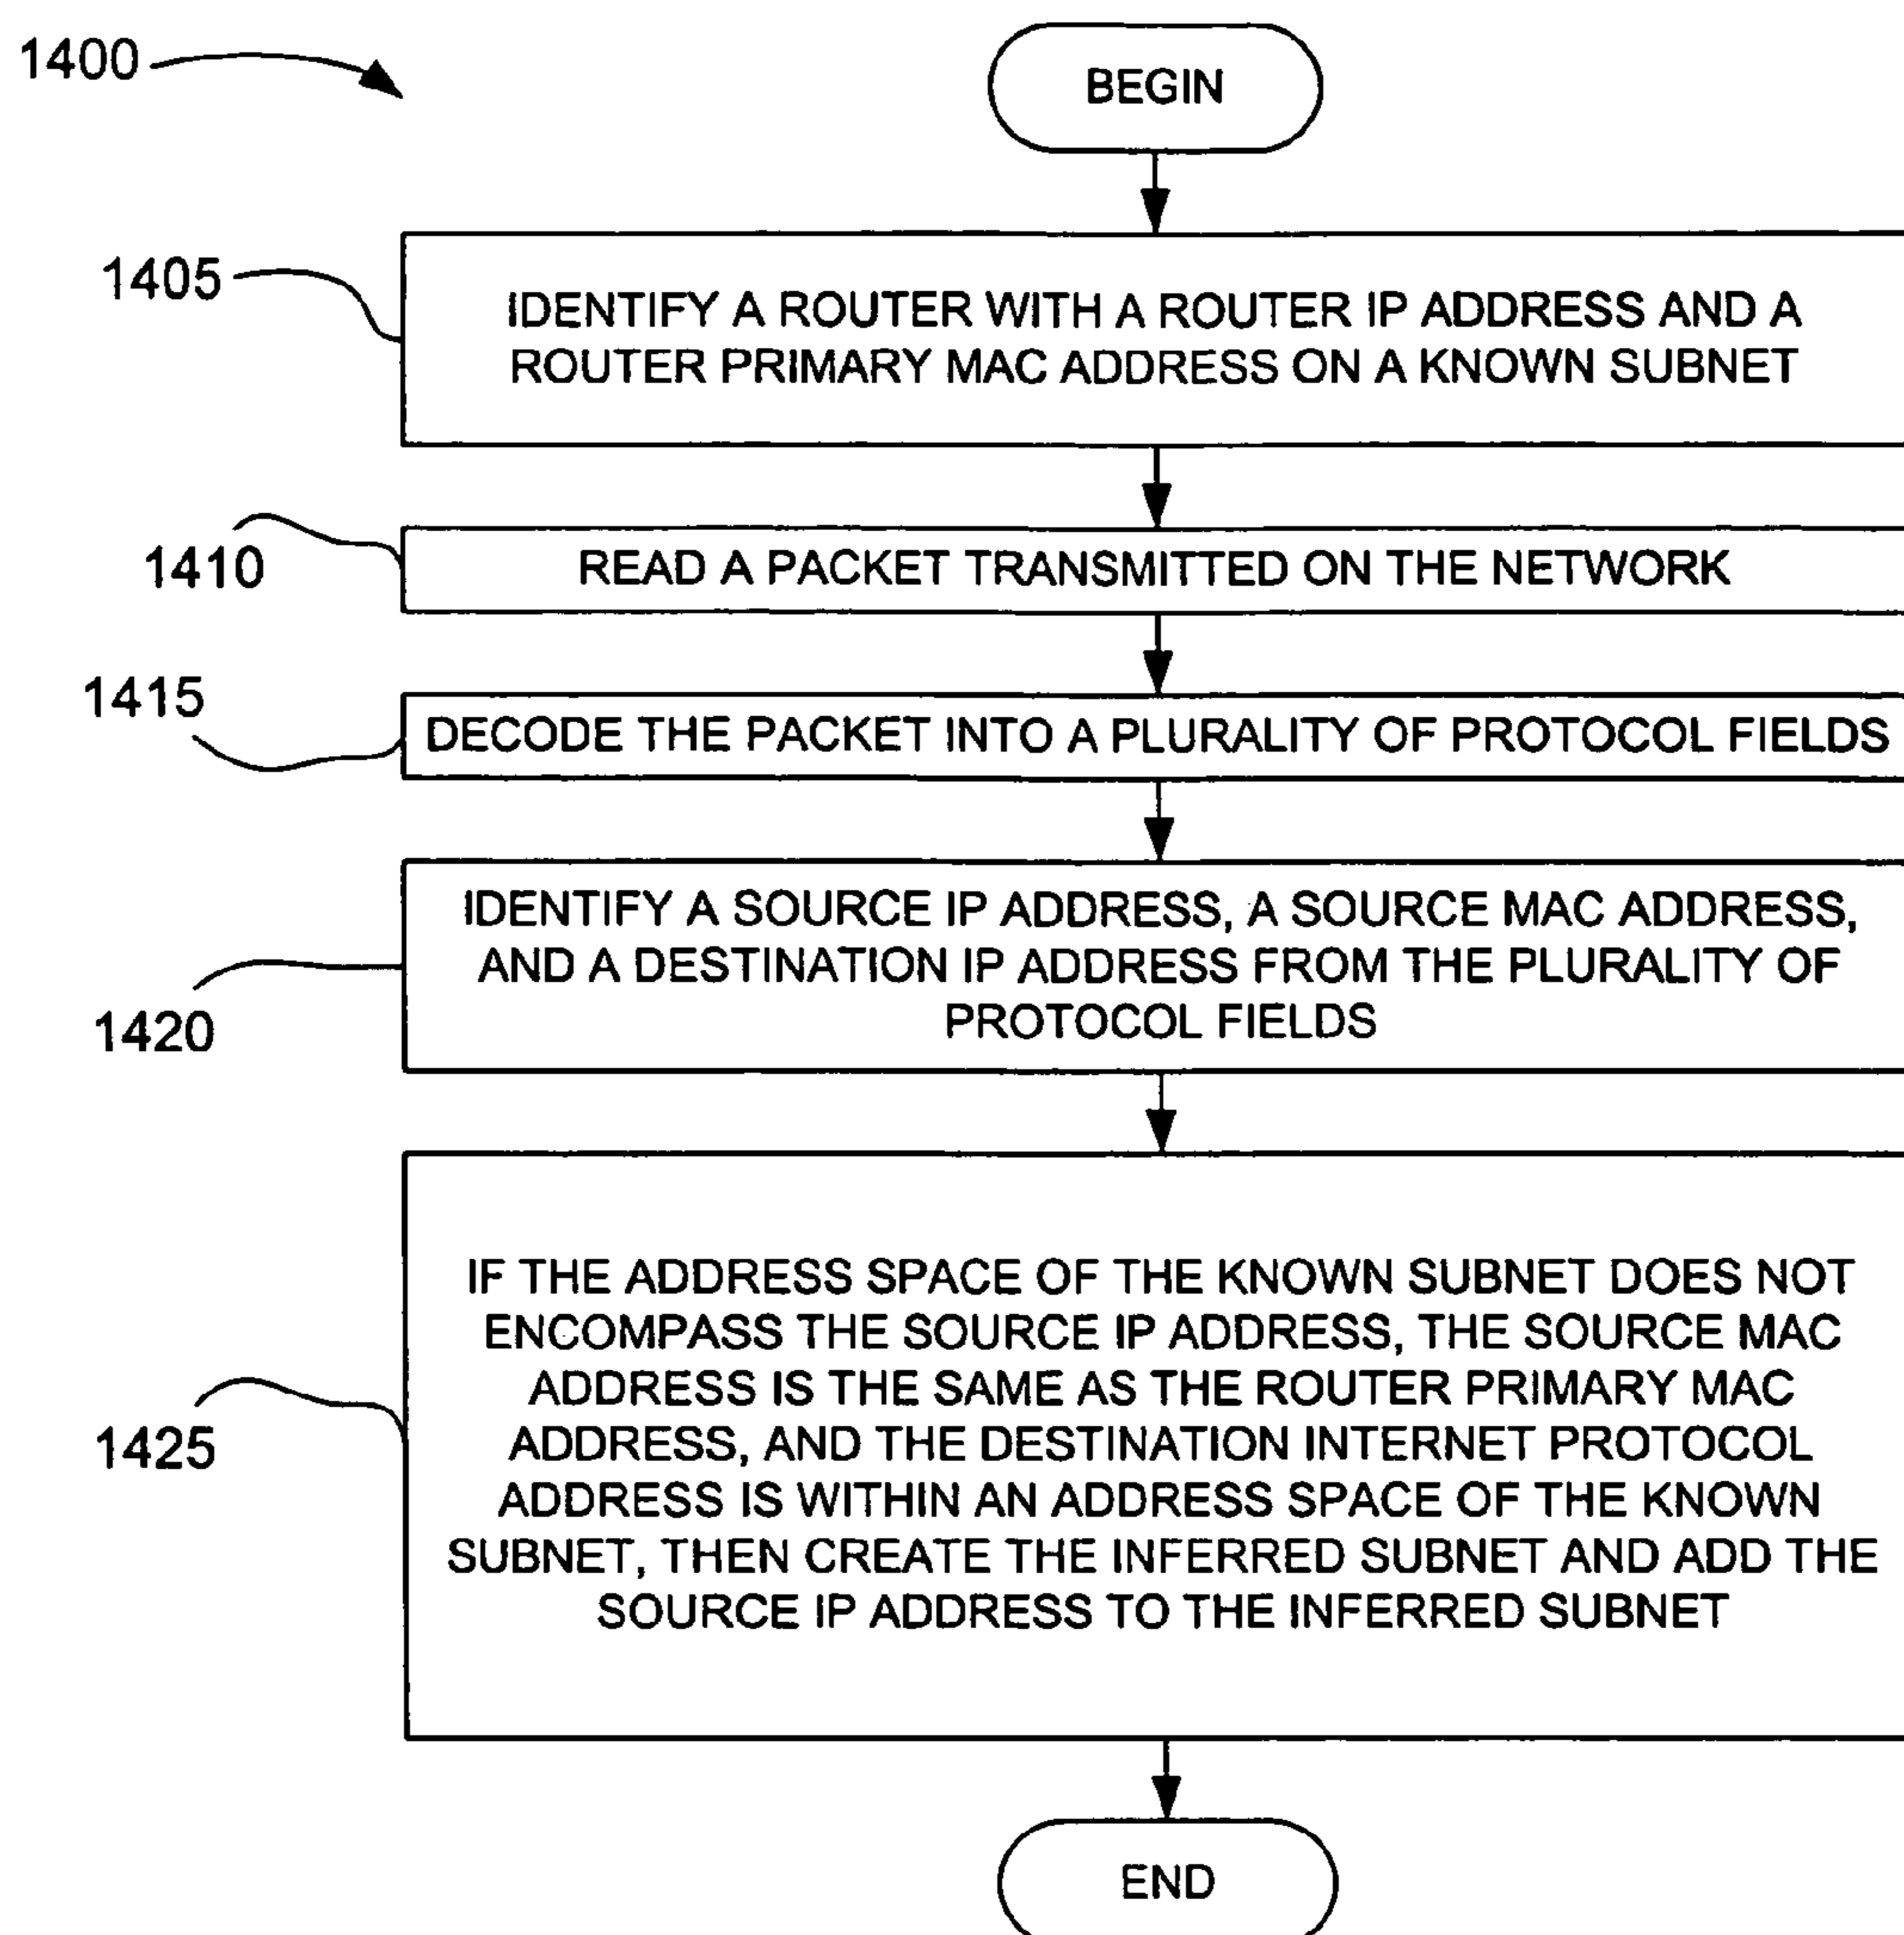 1400
BEGIN
1405
IDENTIFY A ROUTER WITH A ROUTER IP ADDRESS AND A
ROUTER PRIMARY MAC ADDRESS ON A KNOWN SUBNET
1410
READ A PACKET TRANSMITTED ON THE NETWORK
1415
DECODE THE PACKET INTO A PLURALITY OF PROTOCOL FIELDS
1420
IDENTIFY A SOURCE IP ADDRESS, A SOURCE MAC ADDRESS,
AND A DESTINATION IP ADDRESS FROM THE PLURALITY OF
PROTOCOL FIELDS
1425
IF THE ADDRESS SPACE OF THE KNOWN SUBNET DOES NOT
ENCOMPASS THE SOURCE IP ADDRESS, THE SOURCE MAC
ADDRESS IS THE SAME AS THE ROUTER PRIMARY MAC
ADDRESS, AND THE DESTINATION INTERNET PROTOCOL
ADDRESS IS WITHIN AN ADDRESS SPACE OF THE KNOWN
SUBNET, THEN CREATE THE INFERRED SUBNET AND ADD THE
SOURCE IP ADDRESS TO THE INFERRED SUBNET
END